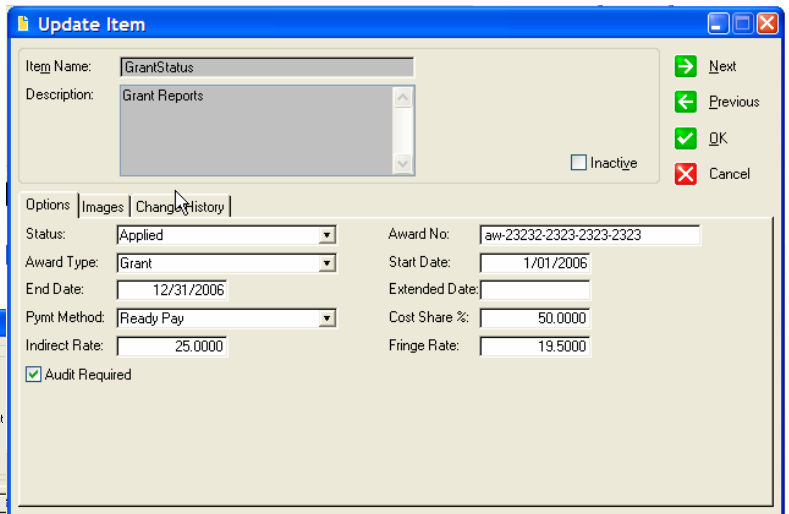 Update Item
Item Name: GrantStatus
Next
Description: Grant Reports
Previous
OK
Inactive
Cancel
Options Images Change History
Status: Applied Award No: aw-23232-2323-2323-2323
Award Type: Grant Start Date: 1/01/2006
End Date: 12/31/2006 Extended Date:
Pymt Method: Ready Pay Cost Share %: 50.0000
Indirect Rate: 25.0000 Fringe Rate: 19.5000
Audit Required